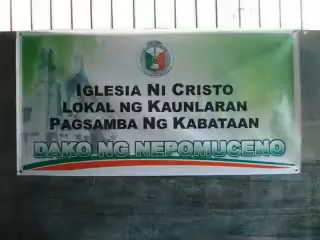 IGLESIA NI CRISTO
LOKAL NG KAUNLARAN
PAGSAMBA NG KABATAAN
DAKO NG NEPOMUCENO